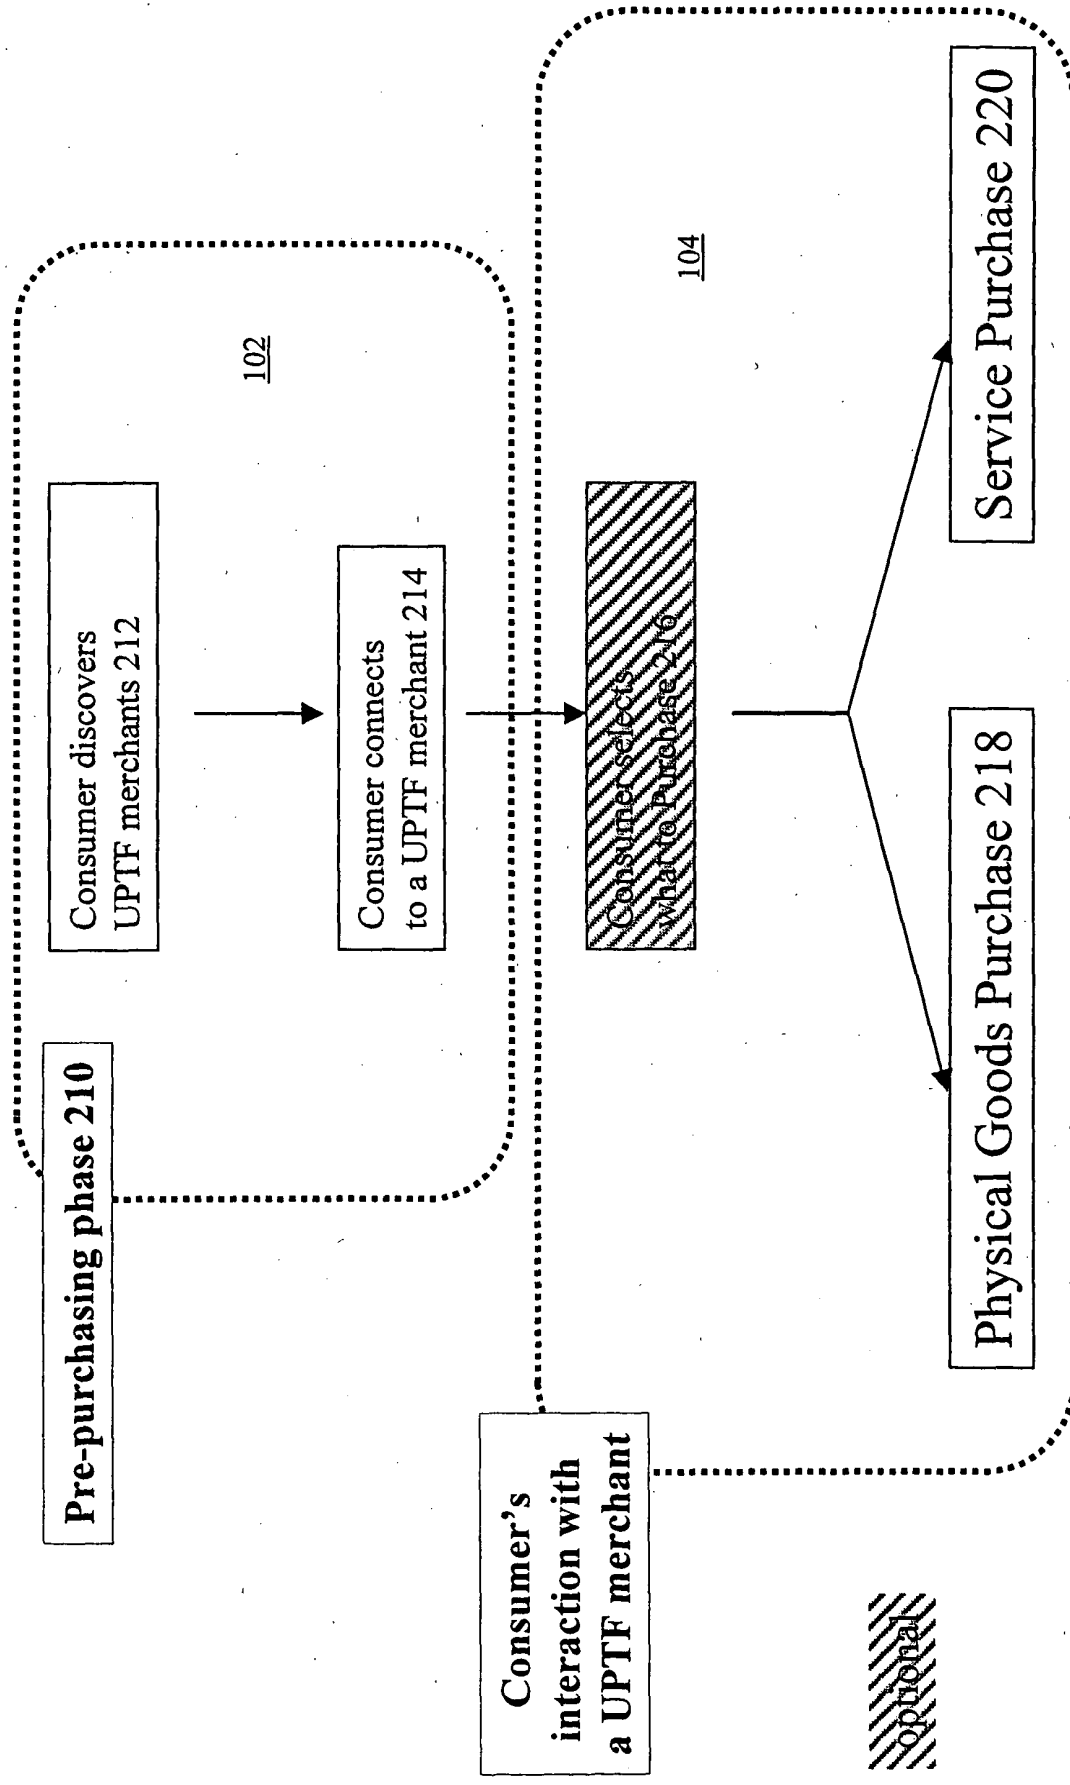 Pre-purchasing phase 210
Consumer discovers
UPTF merchants 212
102
Consumer connects
to a UPTF merchant 214
Consumer's
interaction with
a UPTF merchant
Consumer selects
what to Purchase 216
104
Physical Goods Purchase 218
Service Purchase 220
optional